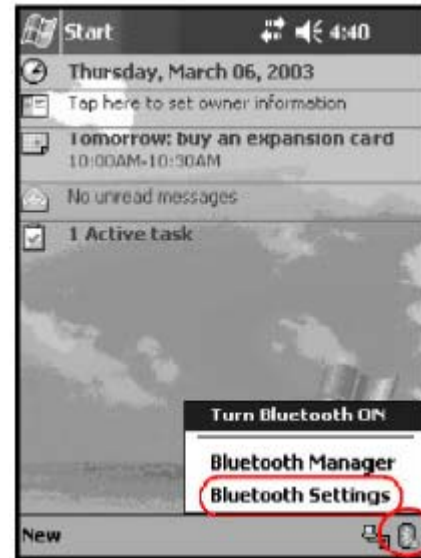 Start 4:40
Thursday, March 06, 2003
Tap here to set owner information
Tomorrow: buy an expansion card
10:00AM-10:30AM
No unread messages
1 Active task
Turn Bluetooth ON
Bluetooth Manager
Bluetooth Settings
New